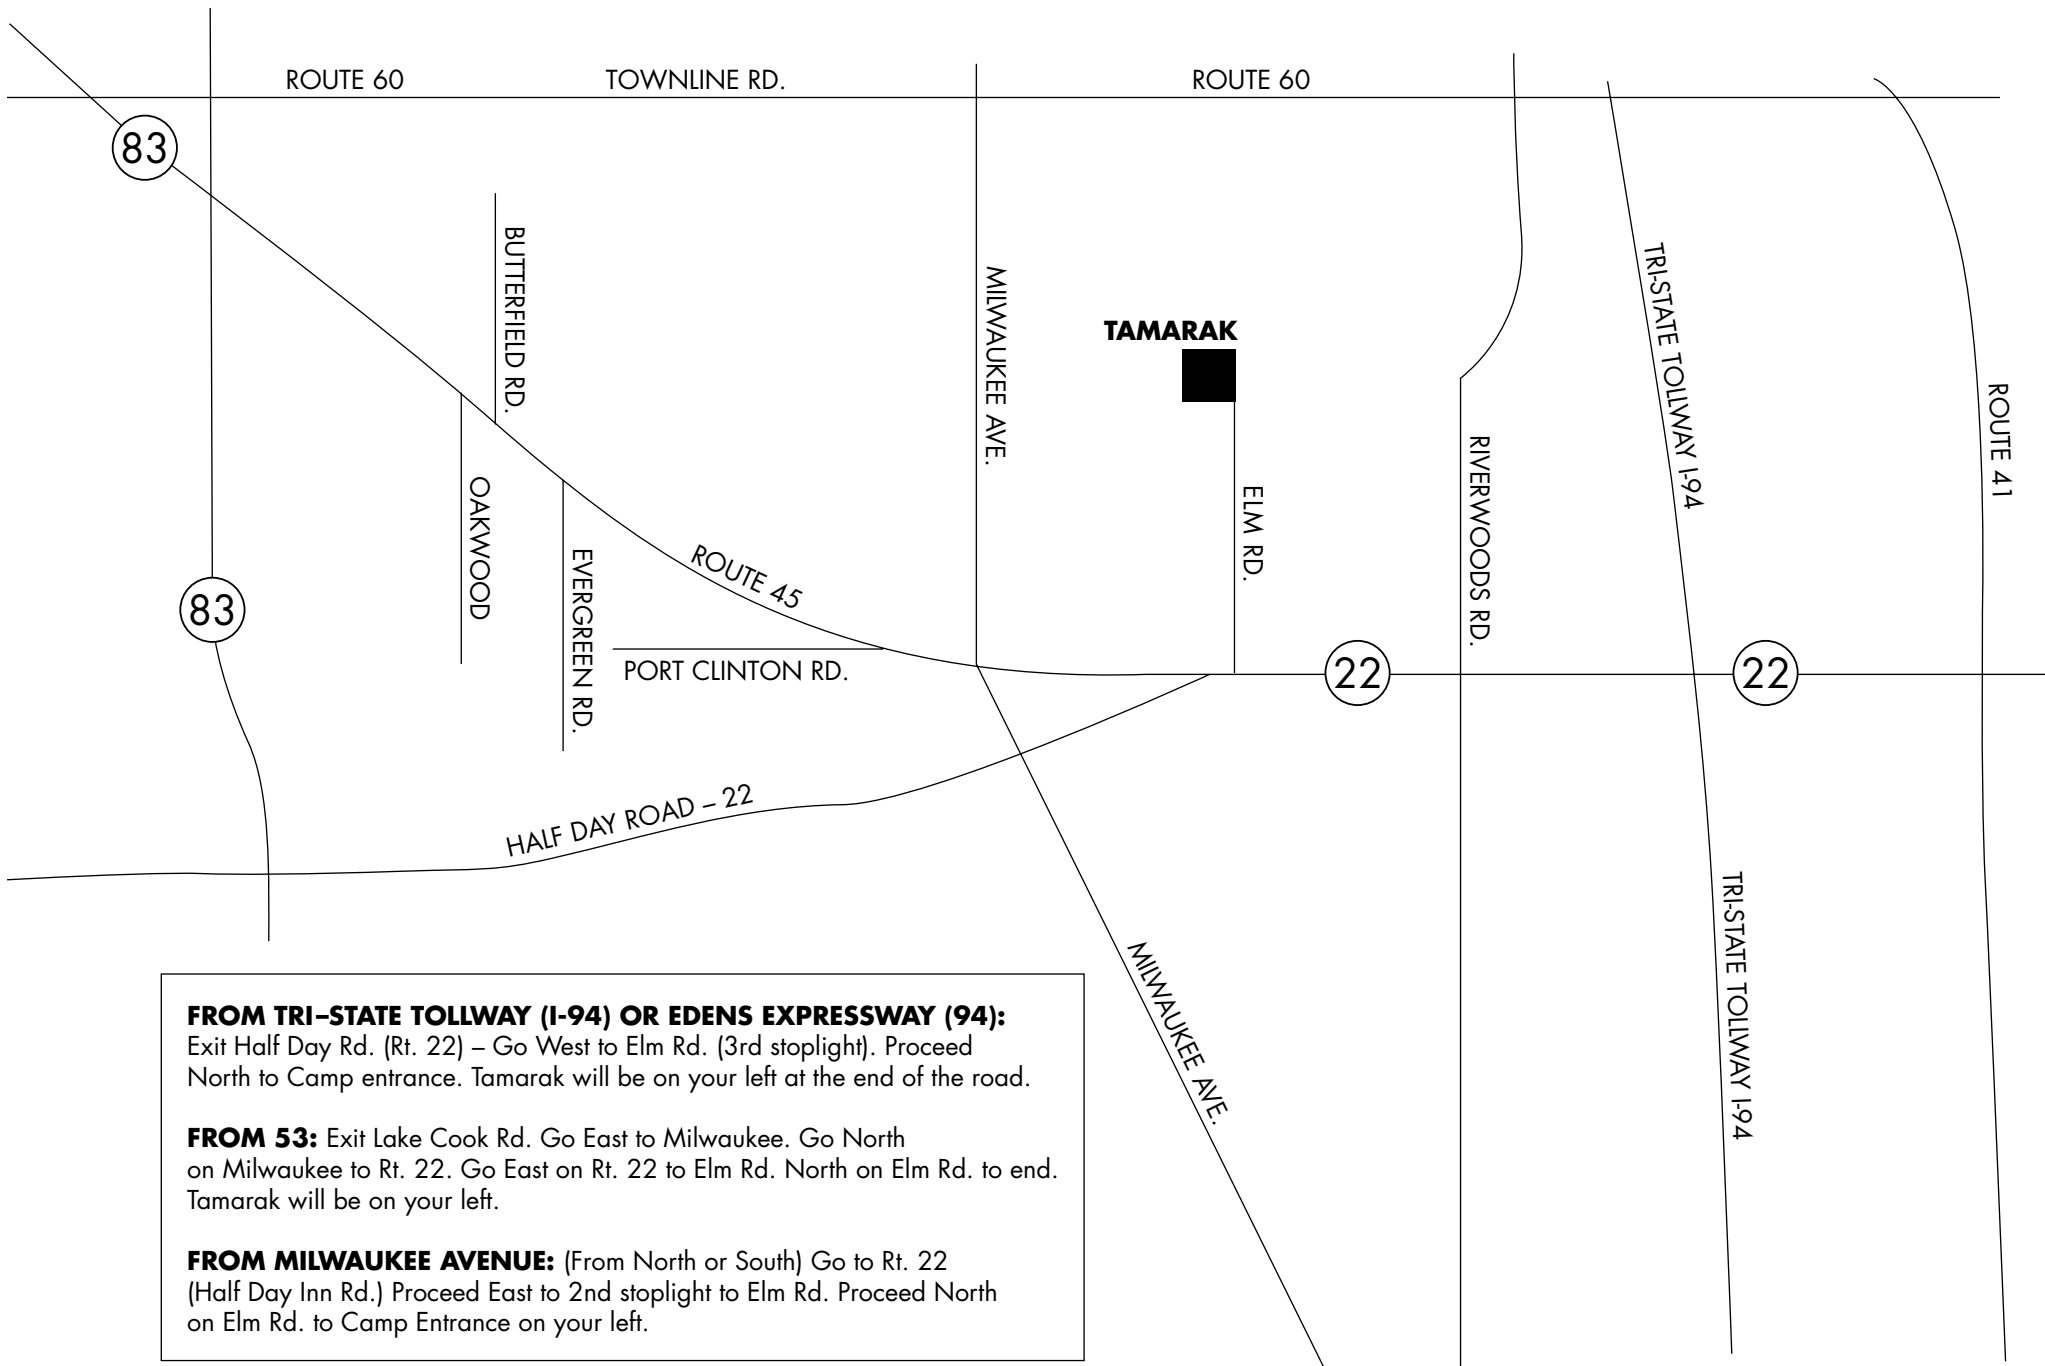 ROUTE 60
TOWNLINE RD.
ROUTE 60
83
BUTTERFIELD RD.
MILWAUKEE AVE.
TAMARAK
TRI-STATE TOLLWAY I-94
ROUTE 41
OAKWOOD
ELM RD.
RIVERWOODS RD.
EVERGREEN RD.
ROUTE 45
83
PORT CLINTON RD.
22
22
HALF DAY ROAD – 22
MILWAUKEE AVE.
TRI-STATE TOLLWAY I-94
FROM TRI–STATE TOLLWAY (I-94) OR EDENS EXPRESSWAY (94):
Exit Half Day Rd. (Rt. 22) – Go West to Elm Rd. (3rd stoplight). Proceed
North to Camp entrance. Tamarak will be on your left at the end of the road.
FROM 53: Exit Lake Cook Rd. Go East to Milwaukee. Go North
on Milwaukee to Rt. 22. Go East on Rt. 22 to Elm Rd. North on Elm Rd. to end.
Tamarak will be on your left.
FROM MILWAUKEE AVENUE: (From North or South) Go to Rt. 22
(Half Day Inn Rd.) Proceed East to 2nd stoplight to Elm Rd. Proceed North
on Elm Rd. to Camp Entrance on your left.